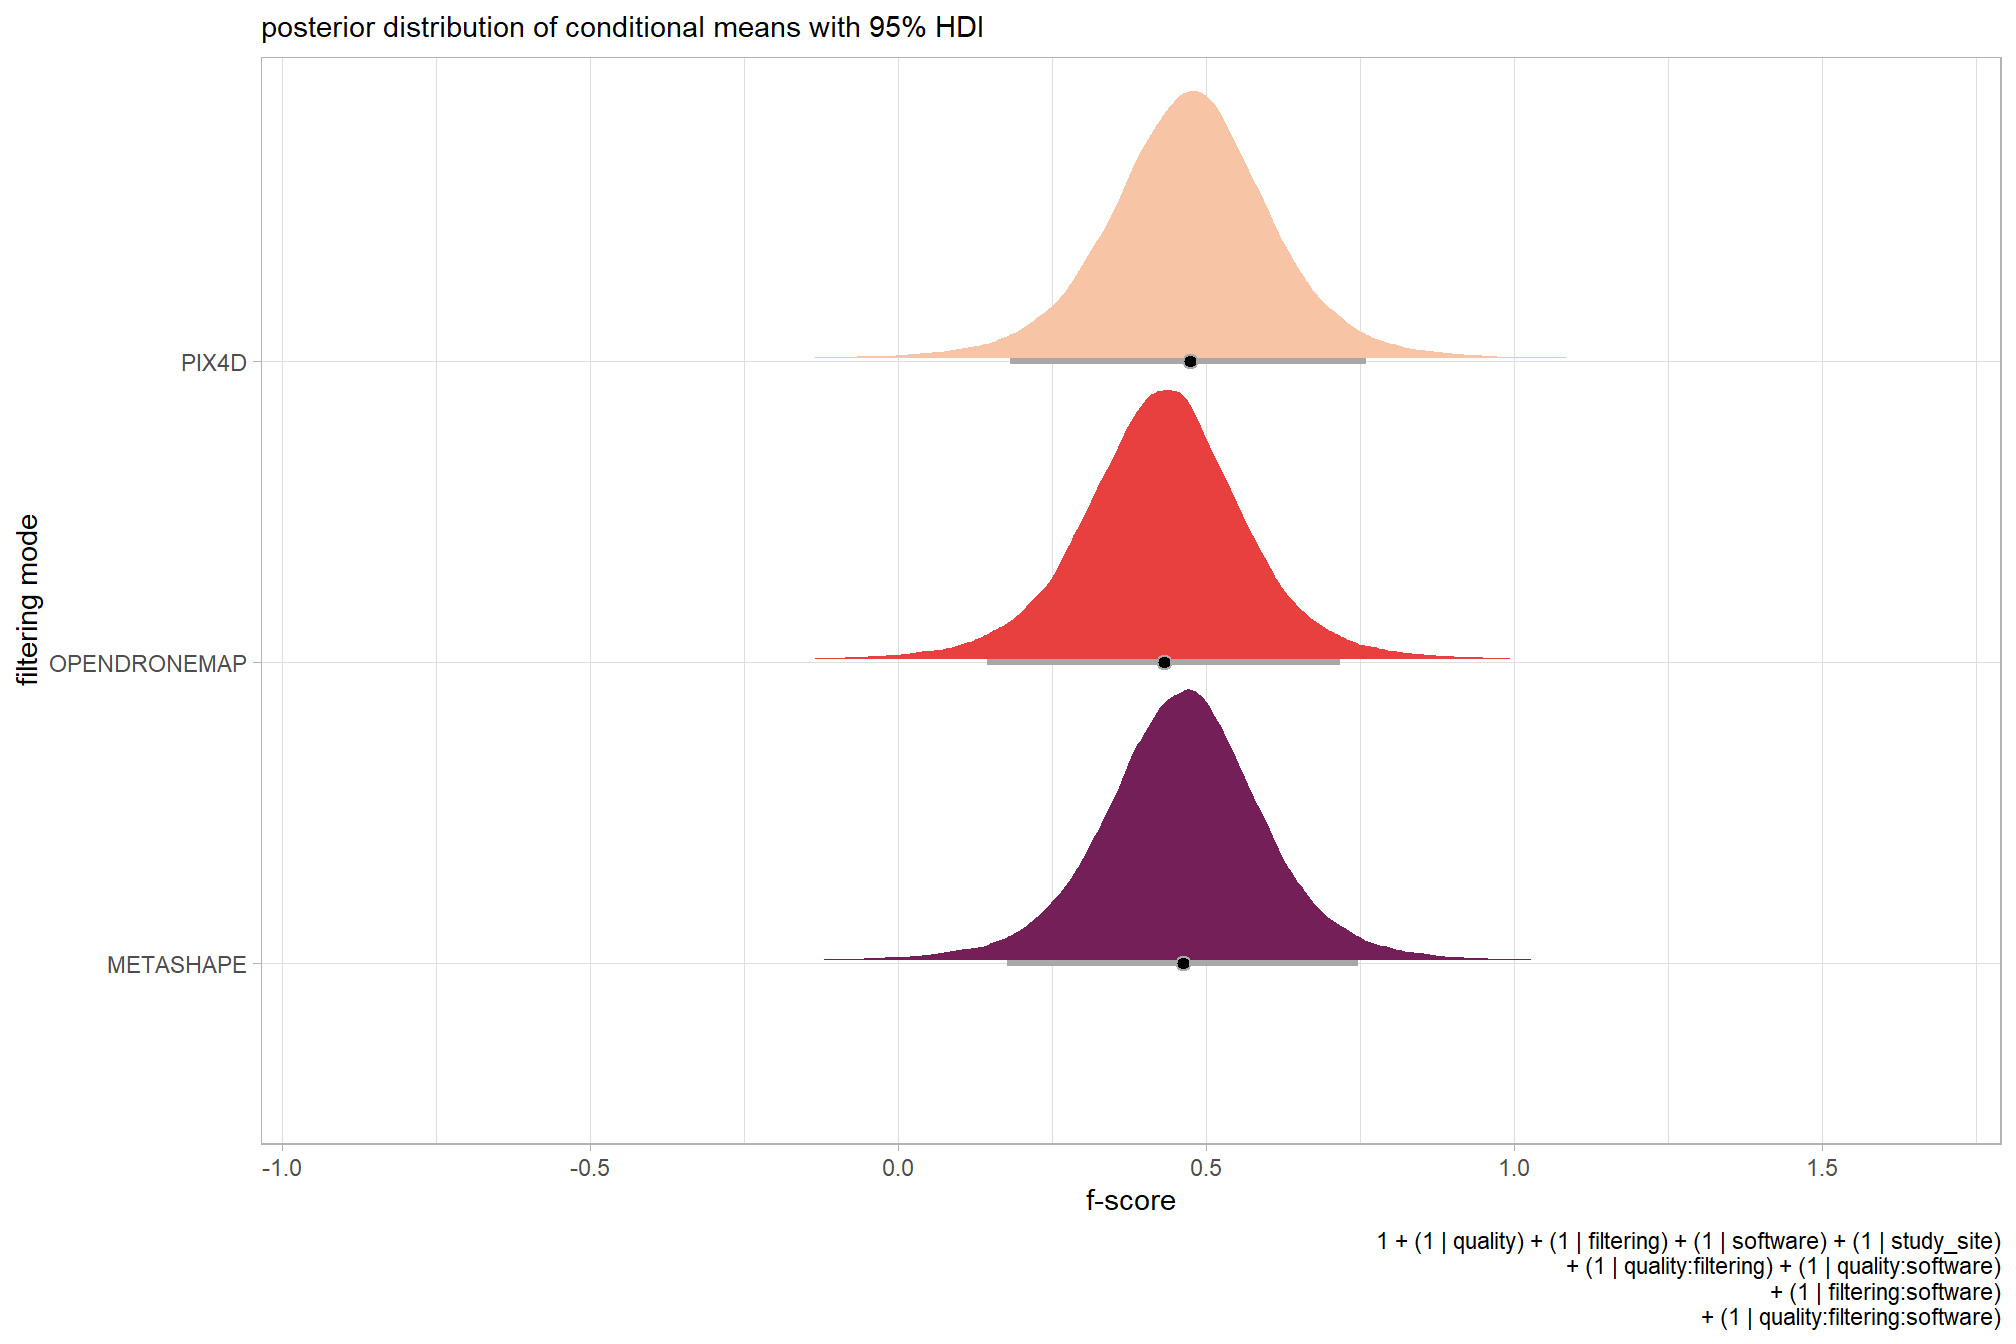 posterior distribution of conditional means with 95% HDI
filtering mode
PIX4D
OPENDRONEMAP
METASHAPE
-1.0 -0.5 0.0 0.5 1.0 1.5
f-score
1 + (1 | quality) + (1 | filtering) + (1 | software) + (1 | study_site)
+ (1 | quality:filtering) + (1 | quality:software)
+ (1 | filtering:software)
+ (1 | quality:filtering:software)